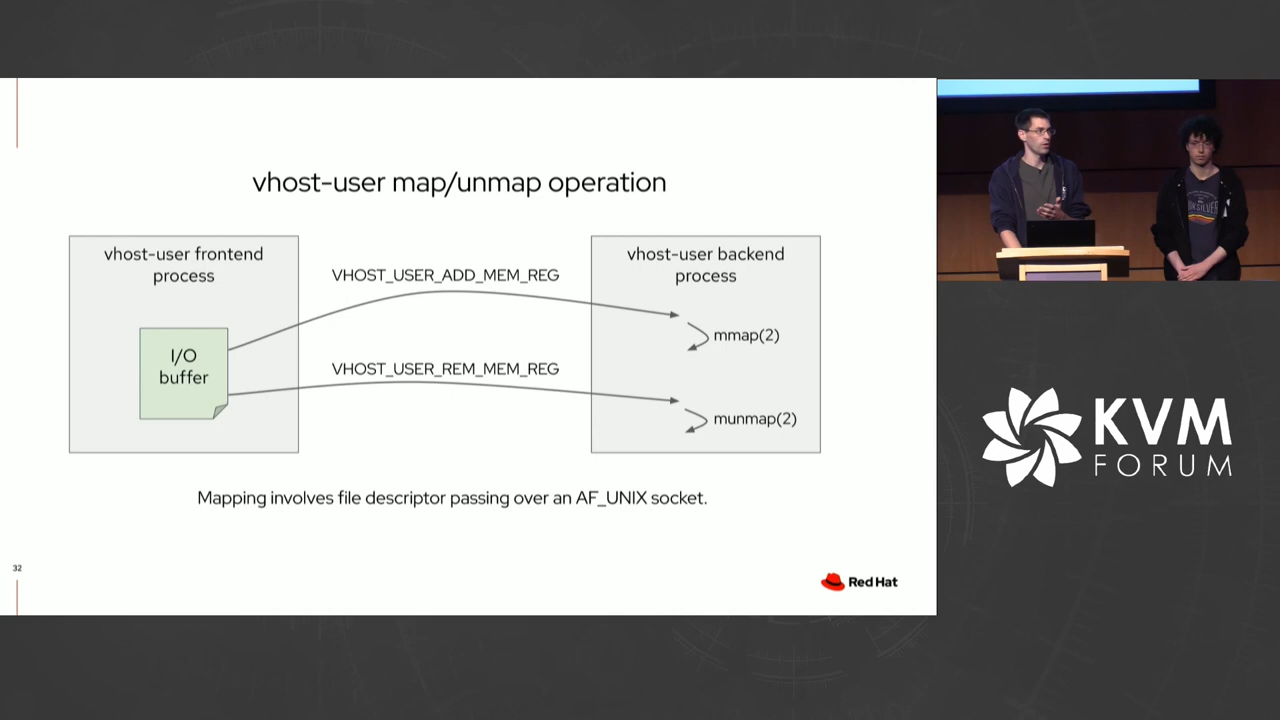 vhost-user map/unmap operation
vhost-user frontend
process
I/O
buffer
VHOST_USER_ADD_MEM_REG
VHOST_USER_REM_MEM_REG
vhost-user backend
process
mmap(2)
munmap(2)
Mapping involves file descriptor passing over an AF_UNIX socket.
32
Red Hat
KVM
FORUM